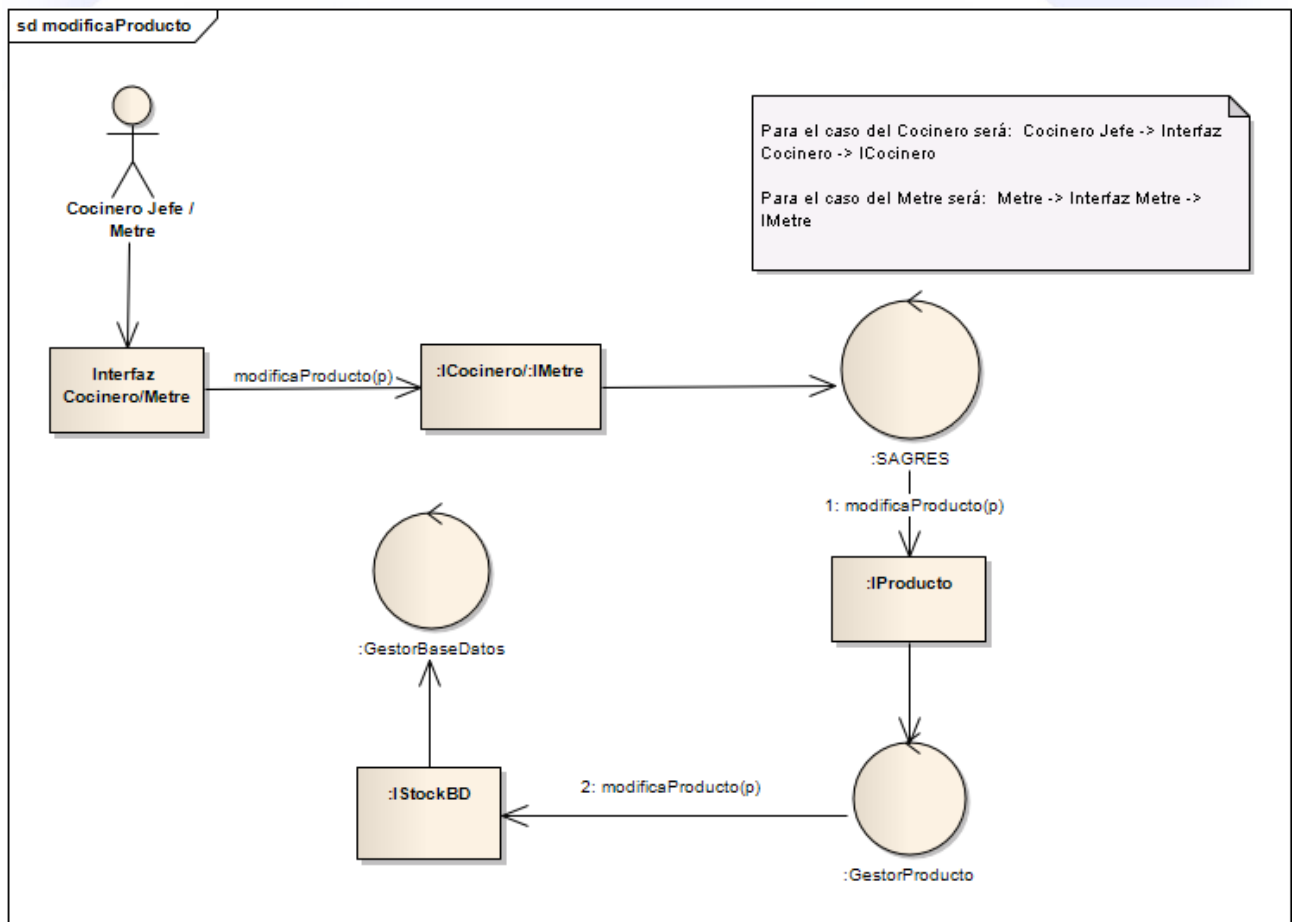 sd modificaProducto
Cocinero Jefe /
Metre
Para el caso del Cocinero será: Cocinero Jefe -> Interfaz
Cocinero -> ICocinero
Para el caso del Metre será: Metre -> Interfaz Metre ->
IMetre
Interfaz
Cocinero/Metre
modificaProducto(p)
:ICocinero/:IMetre
:SAGRES
1: modificaProducto(p)
:IProducto
:GestorBaseDatos
:IStockBD
2: modificaProducto(p)
:GestorProducto